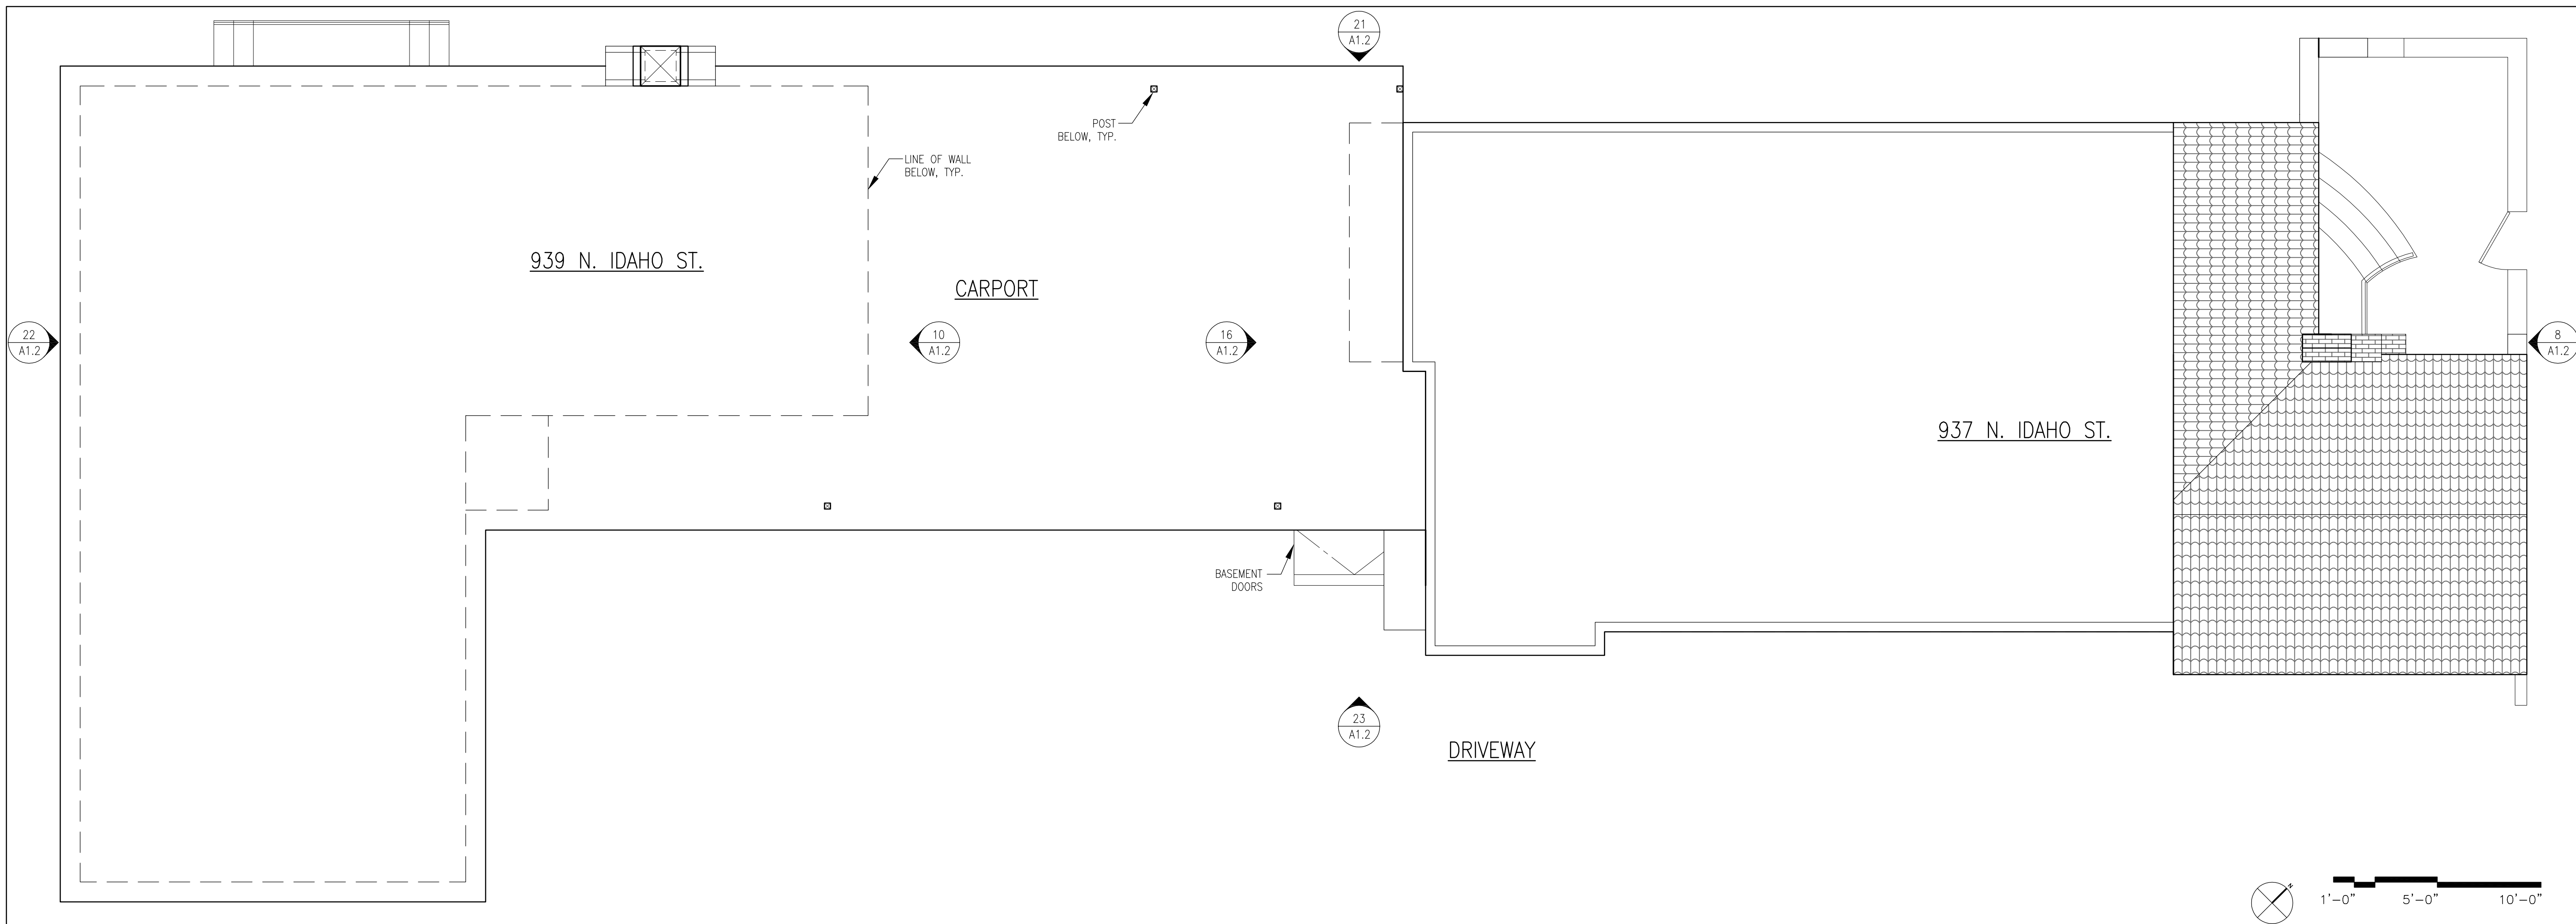 21
A1.2
POST
BELOW, TYP.
LINE OF WALL
BELOW, TYP.
939 N. IDAHO ST.
CARPORT
22
A1.2
10
A1.2
16
A1.2
8
A1.2
937 N. IDAHO ST.
BASEMENT
DOORS
23
A1.2
DRIVEWAY
N
1'-0" 5'-0" 10'-0"